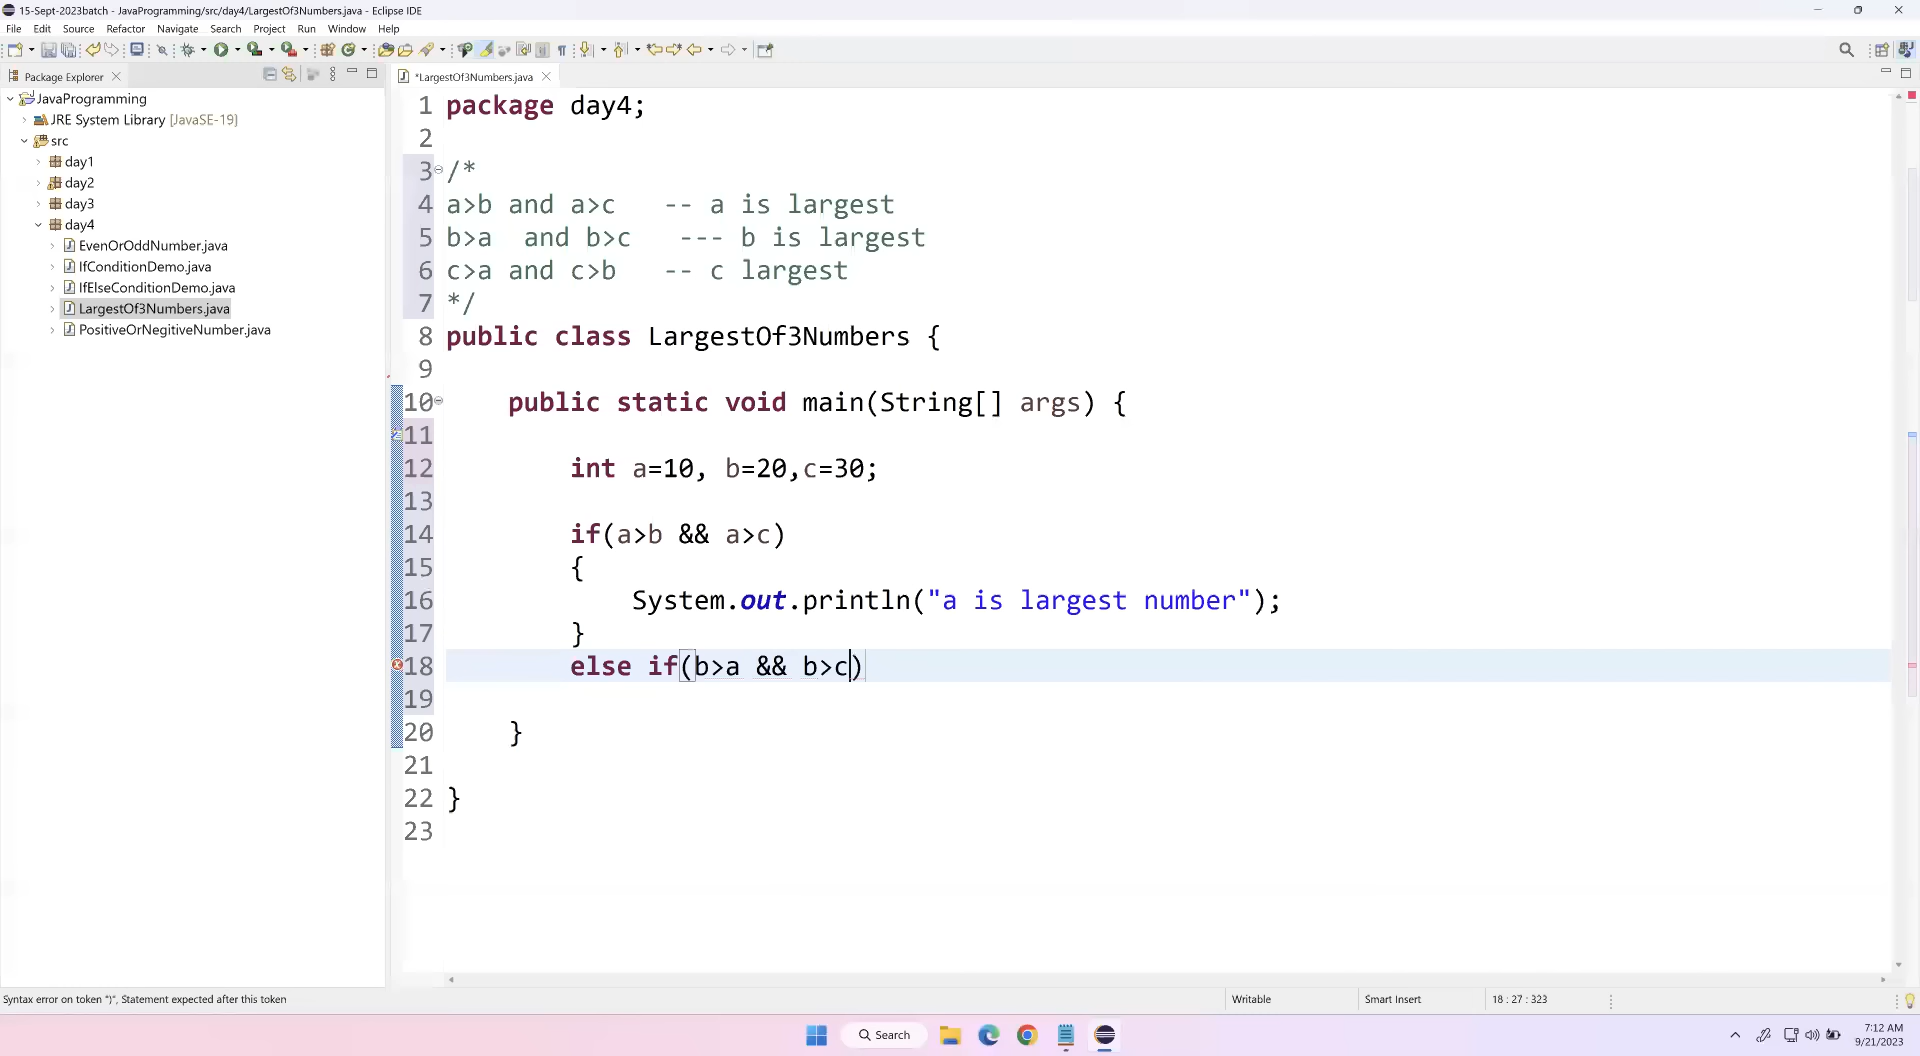 15-Sept-2023batch - JavaProgramming/src/day4/LargestOf3Numbers.java - Eclipse IDE
File Edit Source Refactor Navigate Search Project Run Window Help
Package Explorer
JavaProgramming
JRE System Library [JavaSE-19]
src
day1
day2
day3
day4
EvenOrOddNumber.java
IfConditionDemo.java
IfElseConditionDemo.java
LargestOf3Numbers.java
PositiveOrNegitiveNumber.java
*LargestOf3Numbers.java
1 package day4;
2
3 /*
4 a>b and a>c   -- a is largest
5 b>a  and b>c   --- b is largest
6 c>a and c>b   -- c largest
7 */
8 public class LargestOf3Numbers {
9
10     public static void main(String[] args) {
11
12         int a=10, b=20,c=30;
13
14         if(a>b && a>c)
15         {
16             System.out.println("a is largest number");
17         }
18         else if(b>a && b>c)
19
20     }
21
22 }
23
Syntax error on token ")", Statement expected after this token
Writable
Smart Insert
18 : 27 : 323
Search
7:12 AM
9/21/2023